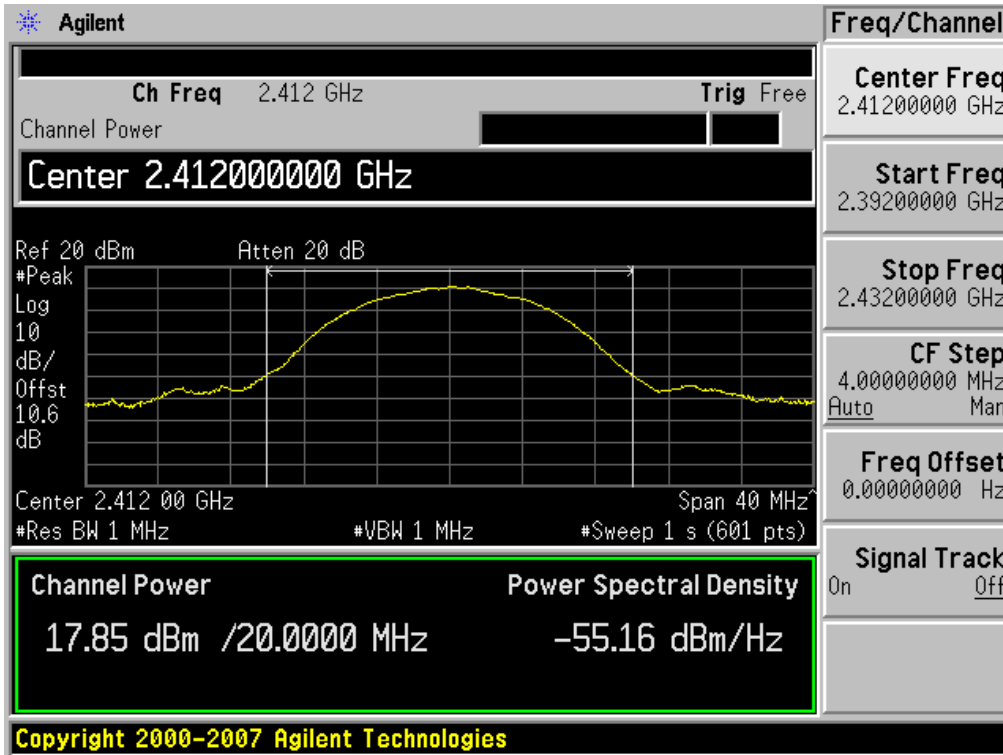 Agilent
Freq/Channel
Ch Freq 2.412 GHz Trig Free
Channel Power
Center 2.412000000 GHz
Ref 20 dBm Atten 20 dB
#Peak
Log
10
dB/
Offst
10.6
dB
Center 2.412 00 GHz Span 40 MHz^
#Res BW 1 MHz #VBW 1 MHz #Sweep 1 s (601 pts)
Channel Power Power Spectral Density
17.85 dBm /20.0000 MHz -55.16 dBm/Hz
Copyright 2000-2007 Agilent Technologies
Center Freq
2.41200000 GHz
Start Freq
2.39200000 GHz
Stop Freq
2.43200000 GHz
CF Step
4.00000000 MHz
Auto Man
Freq Offset
0.00000000 Hz
Signal Track
On Off